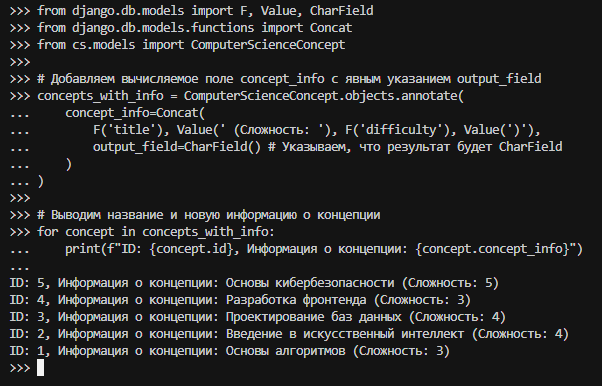 >>> from django.db.models import F, Value, CharField
>>> from django.db.models.functions import Concat
>>> from cs.models import ComputerScienceConcept
>>>
>>> # Добавляем вычисляемое поле concept_info с явным указанием output_field
>>> concepts_with_info = ComputerScienceConcept.objects.annotate(
...     concept_info=Concat(
...         F('title'), Value(' (Сложность: '), F('difficulty'), Value(')'),
...         output_field=CharField() # Указываем, что результат будет CharField
...     )
... )
>>>
>>> # Выводим название и новую информацию о концепции
>>> for concept in concepts_with_info:
...     print(f"ID: {concept.id}, Информация о концепции: {concept.concept_info}")
...
ID: 5, Информация о концепции: Основы кибербезопасности (Сложность: 5)
ID: 4, Информация о концепции: Разработка фронтенда (Сложность: 3)
ID: 3, Информация о концепции: Проектирование баз данных (Сложность: 4)
ID: 2, Информация о концепции: Введение в искусственный интеллект (Сложность: 4)
ID: 1, Информация о концепции: Основы алгоритмов (Сложность: 3)
>>>